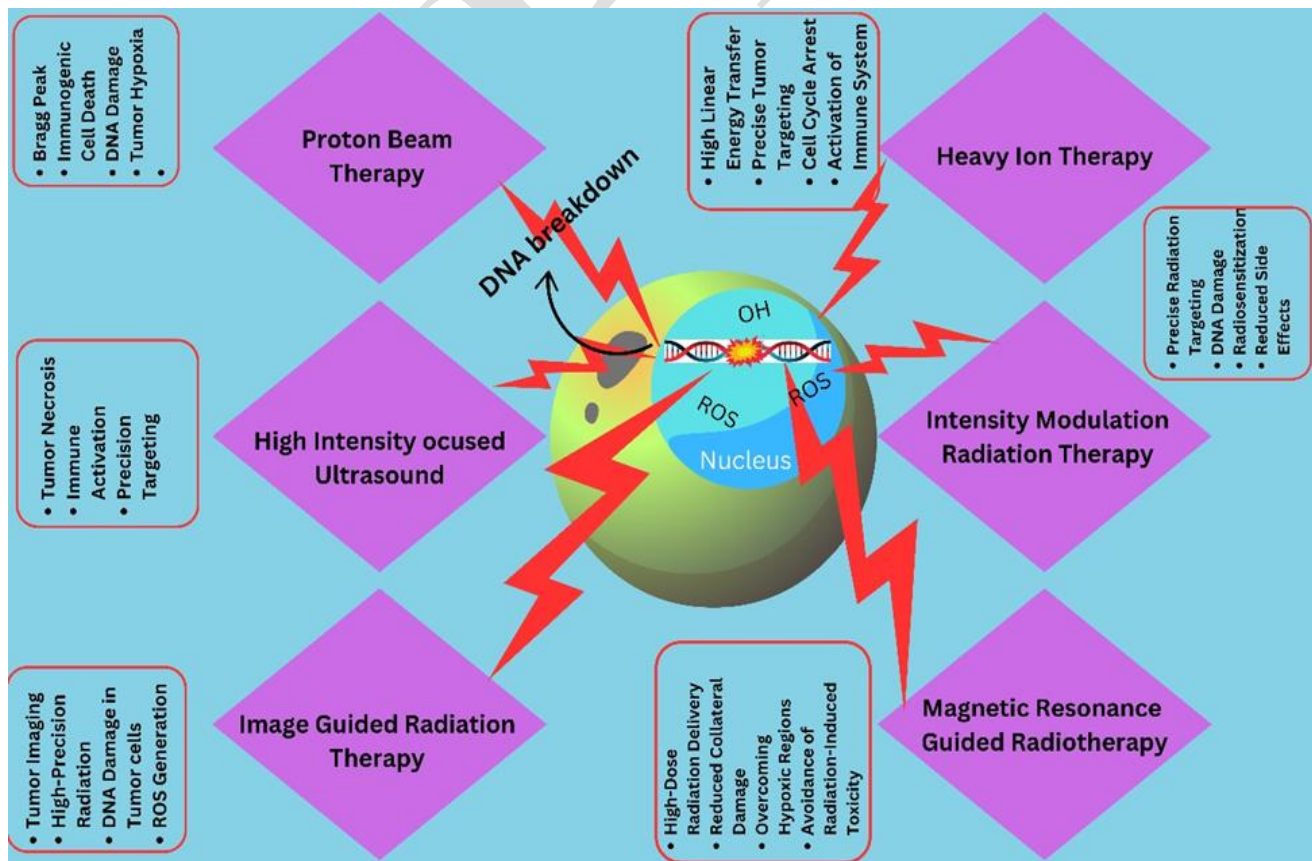 • Bragg Peak
• Immunogenic
Cell Death
• DNA Damage
• Tumor Hypoxia
•
Proton Beam
Therapy
• High Linear
Energy Transfer
• Precise Tumor
Targeting
• Cell Cycle Arrest
• Activation of
Immune System
Heavy Ion Therapy
DNA breakdown
OH
ROS
ROS
Nucleus
• Precise Radiation
Targeting
• DNA Damage
• Radiosensitization
• Reduced Side
Effects
• Tumor Necrosis
• Immune
Activation
• Precision
Targeting
High Intensity ocused
Ultrasound
Intensity Modulation
Radiation Therapy
• Tumor Imaging
• High-Precision
Radiation
• DNA Damage in
Tumor cells
• ROS Generation
Image Guided Radiation
Therapy
• High-Dose
Radiation Delivery
• Reduced Collateral
Damage
• Overcoming
Hypoxic Regions
• Avoidance of
Radiation-Induced
Toxicity
Magnetic Resonance
Guided Radiotherapy